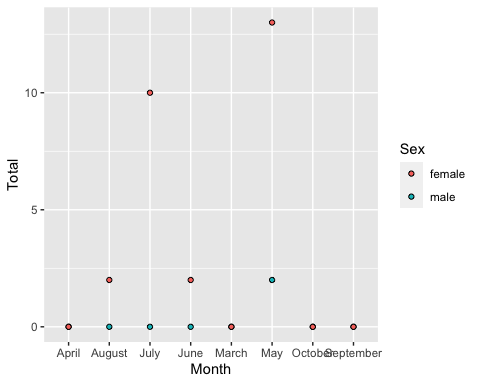 Total
10
5
0
April August July June March May October September
Month
Sex
female
male